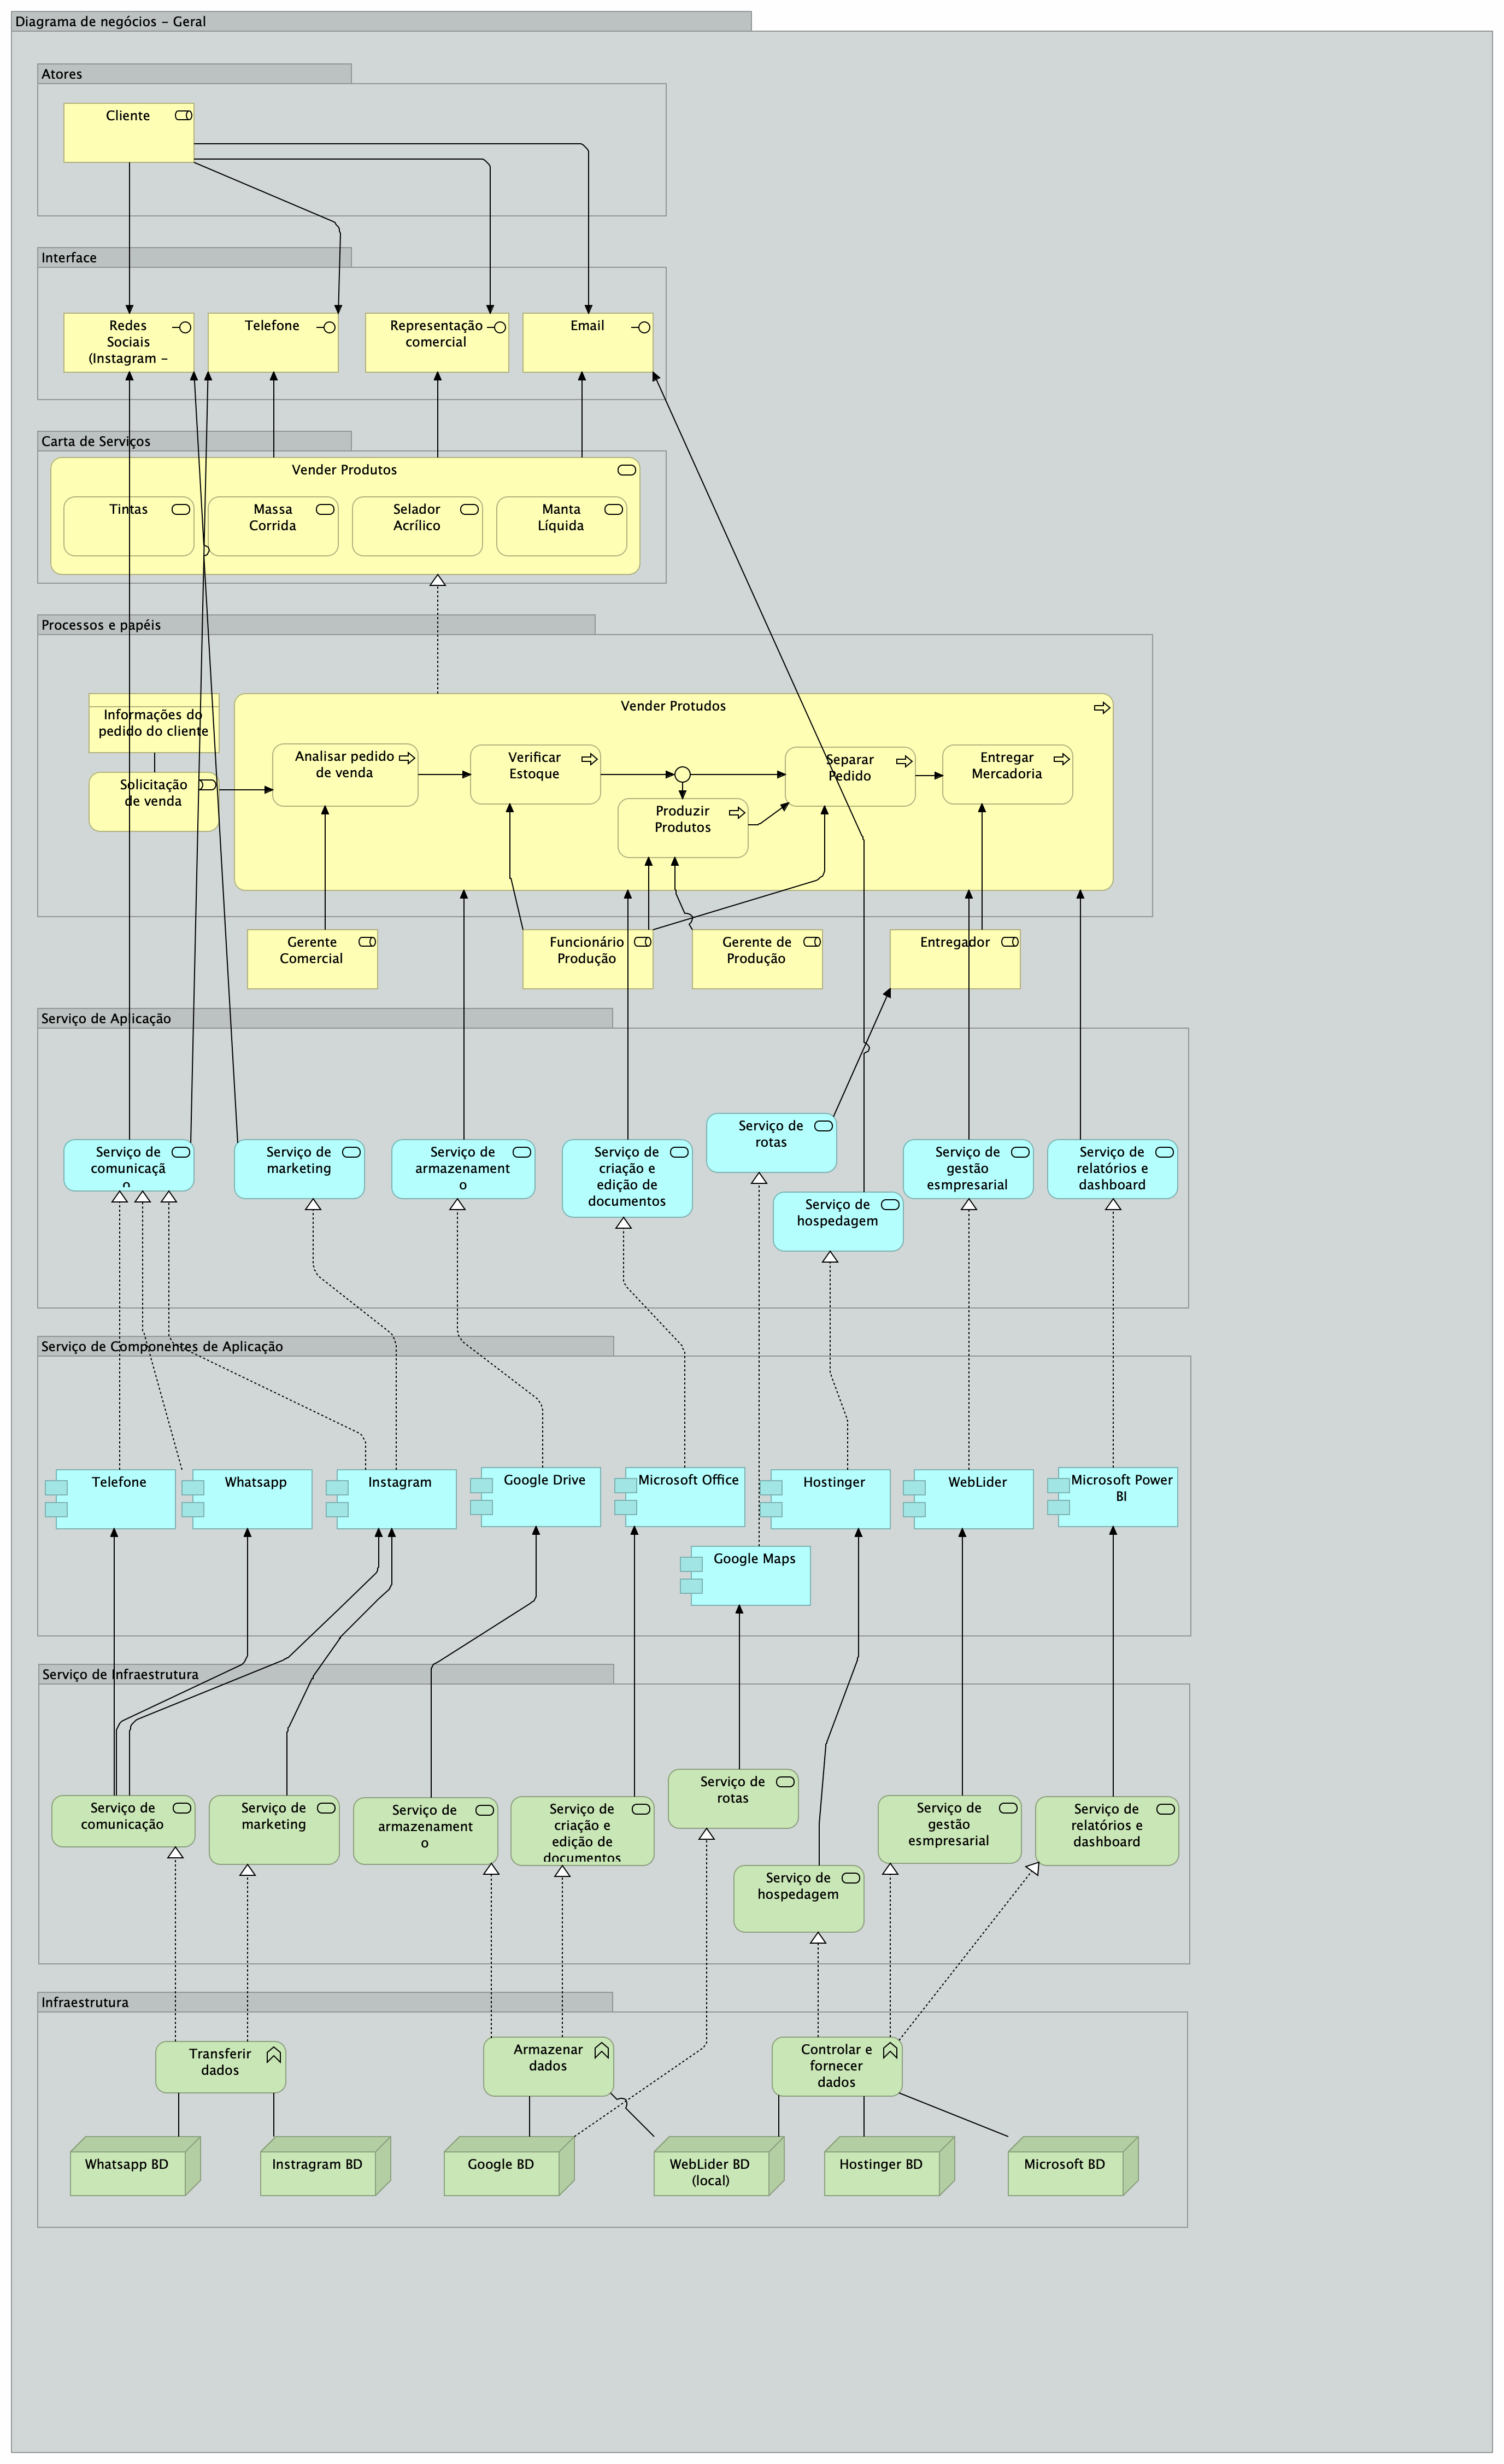 Diagrama de negócios – Geral
Atores
Cliente
Interface
Redes
Sociais
(Instagram –
Telefone
Representação
comercial
Email
Carta de Serviços
Vender Produtos
Tintas
Massa
Corrida
Selador
Acrílico
Manta
Líquida
Processos e papéis
Informações do
pedido do cliente
Solicitação
de venda
Vender Protudos
Analisar pedido
de venda
Verificar
Estoque
Produzir
Produtos
Separar
Pedido
Entregar
Mercadoria
Gerente
Comercial
Funcionário
Produção
Gerente de
Produção
Entregador
Serviço de Aplicação
Serviço de
comunicaçã
o
Serviço de
marketing
Serviço de
armazenament
o
Serviço de
criação e
edição de
documentos
Serviço de
rotas
Serviço de
hospedagem
Serviço de
gestão
esmpresarial
Serviço de
relatórios e
dashboard
Serviço de Componentes de Aplicação
Telefone
Whatsapp
Instagram
Google Drive
Microsoft Office
Google Maps
Hostinger
WebLider
Microsoft Power
BI
Serviço de Infraestrutura
Serviço de
comunicação
Serviço de
marketing
Serviço de
armazenament
o
Serviço de
criação e
edição de
documentos
Serviço de
rotas
Serviço de
hospedagem
Serviço de
gestão
esmpresarial
Serviço de
relatórios e
dashboard
Infraestrutura
Transferir
dados
Armazenar
dados
Controlar e
fornecer
dados
Whatsapp BD
Instragram BD
Google BD
WebLider BD
(local)
Hostinger BD
Microsoft BD